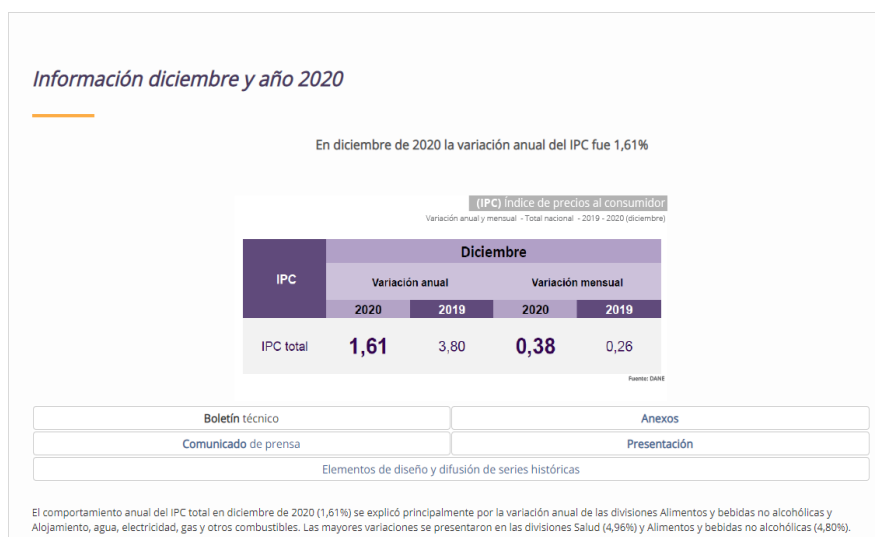 Información diciembre y año 2020
En diciembre de 2020 la variación anual del IPC fue 1,61%
(IPC) Índice de precios al consumidor
Variación anual y mensual - Total nacional - 2019 - 2020 (diciembre)
IPC
Diciembre
Variación anual Variación mensual
2020 2019 2020 2019
IPC total 1,61 3,80 0,38 0,26
Fuente: DANE
Boletín técnico Anexos
Comunicado de prensa Presentación
Elementos de diseño y difusión de series históricas
El comportamiento anual del IPC total en diciembre de 2020 (1,61%) se explicó principalmente por la variación anual de las divisiones Alimentos y bebidas no alcohólicas y
Alojamiento, agua, electricidad, gas y otros combustibles. Las mayores variaciones se presentaron en las divisiones Salud (4,96%) y Alimentos y bebidas no alcohólicas (4,80%).